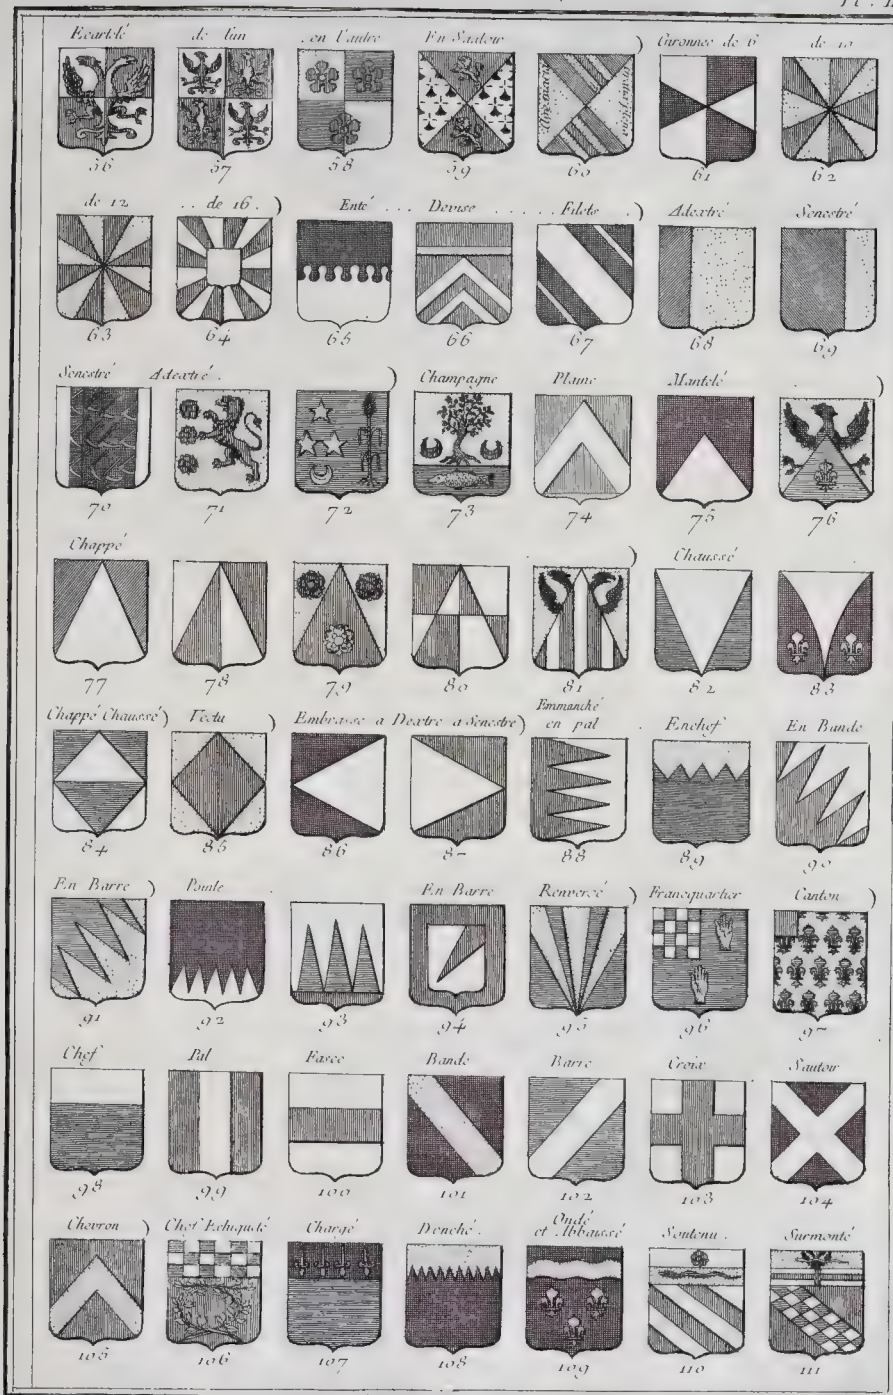 Ecartelé de l'un en l'autre En Sautoir ) Gironnée de 6 de 10
56 57 58 59 60 61 62
de 12 .. de 16 . ) Enté ... Devise ..... Filets . ) Adextré Senestré
63 64 65 66 67 68 69
Senestré Adextré . ) Champagne Plaine Mantelé . )
70 71 72 73 74 75 76
Chappé ) Chaussé
77 78 79 80 81 82 83
Chappé Chaussé ) Vêtu ) Embrasse a Dextre a Senestre ) Emmanché en pal . Enchef En Bande
84 85 86 87 88 89 90
En Barre ) Pointe En Barre Renversé ) Francquartier Canton )
91 92 93 94 95 96 97
Chef Pal Fasce Bande Barre Croix Sautoir
98 99 100 101 102 103 104
Chevron ) Chef Echiqueté Chargé Denché . Ondé et Abbaissé Soutenu . Surmonté
105 106 107 108 109 110 111